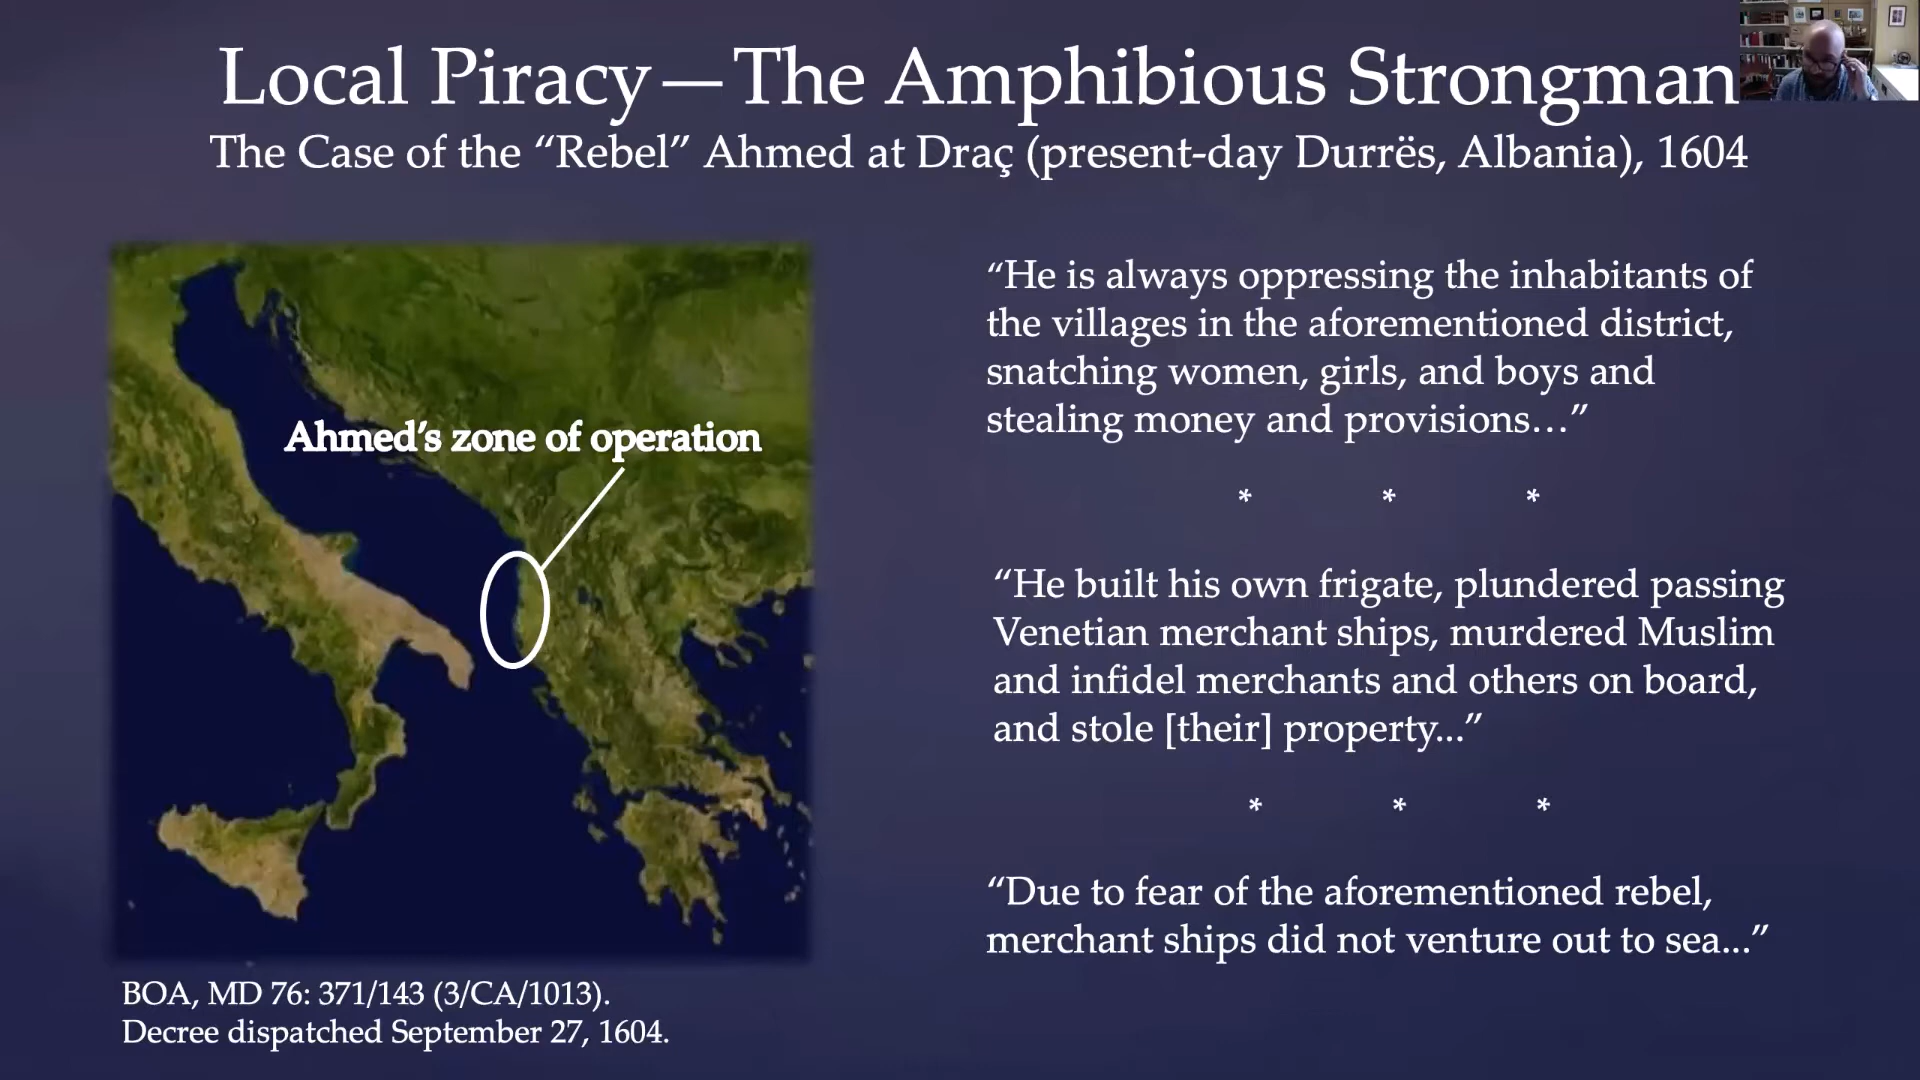 Local Piracy—The Amphibious Strongman
The Case of the “Rebel” Ahmed at Draç (present-day Durrës, Albania), 1604
Ahmed’s zone of operation
BOA, MD 76: 371/143 (3/CA/1013).
Decree dispatched September 27, 1604.
“He is always oppressing the inhabitants of
the villages in the aforementioned district,
snatching women, girls, and boys and
stealing money and provisions…”
* * *
“He built his own frigate, plundered passing
Venetian merchant ships, murdered Muslim
and infidel merchants and others on board,
and stole [their] property...”
* * *
“Due to fear of the aforementioned rebel,
merchant ships did not venture out to sea...”